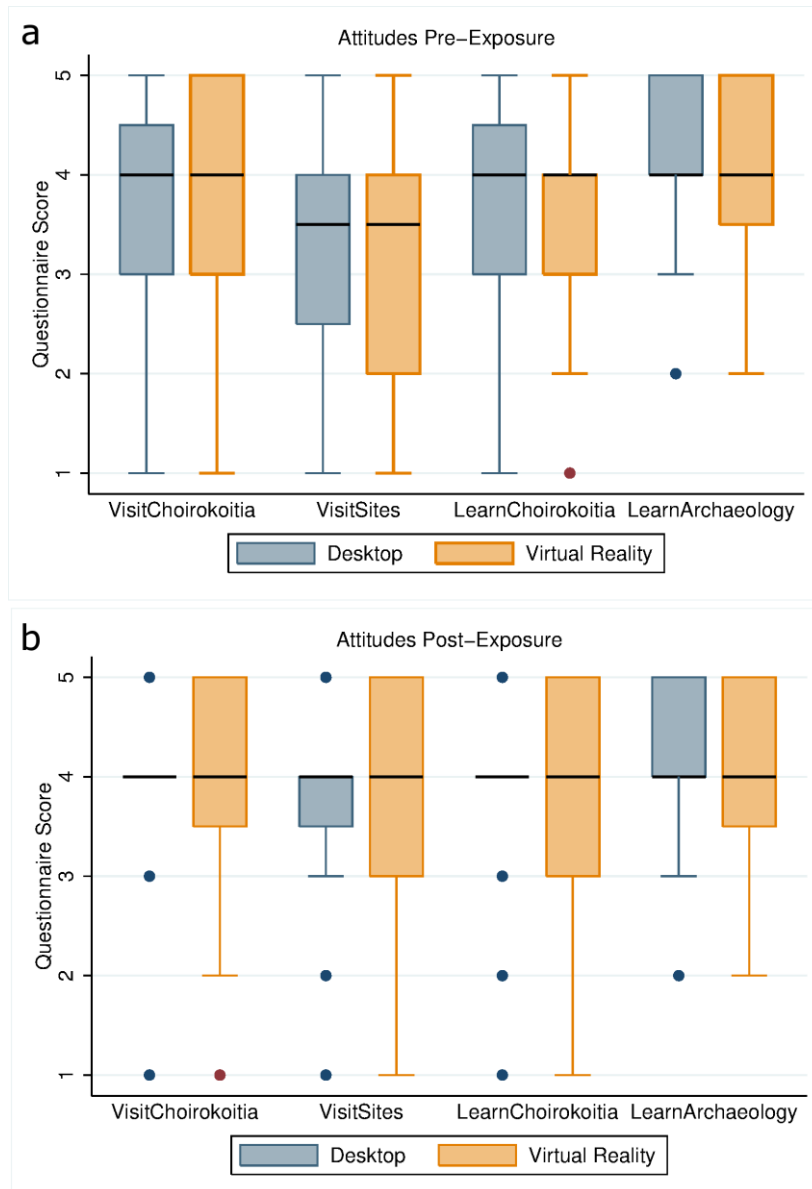 a
Attitudes Pre-Exposure
5
4
3
2
1
Questionnaire Score
VisitChoirokoitia VisitSites LearnChoirokoitia LearnArchaeology
Desktop Virtual Reality
b
Attitudes Post-Exposure
5
4
3
2
1
Questionnaire Score
VisitChoirokoitia VisitSites LearnChoirokoitia LearnArchaeology
Desktop Virtual Reality